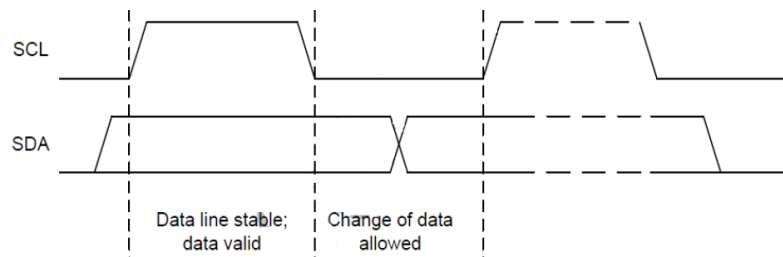 SCL
SDA
Data line stable;
data valid
Change of data
allowed